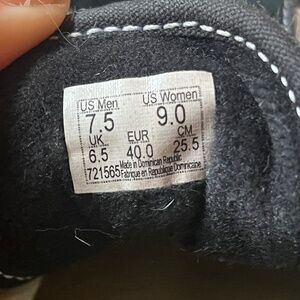 US Men US Women
7.5 9.0
UK EUR CM
6.5 40.0 25.5
721565 Made in Dominican Republic
Fabriqué en République Dominicaine